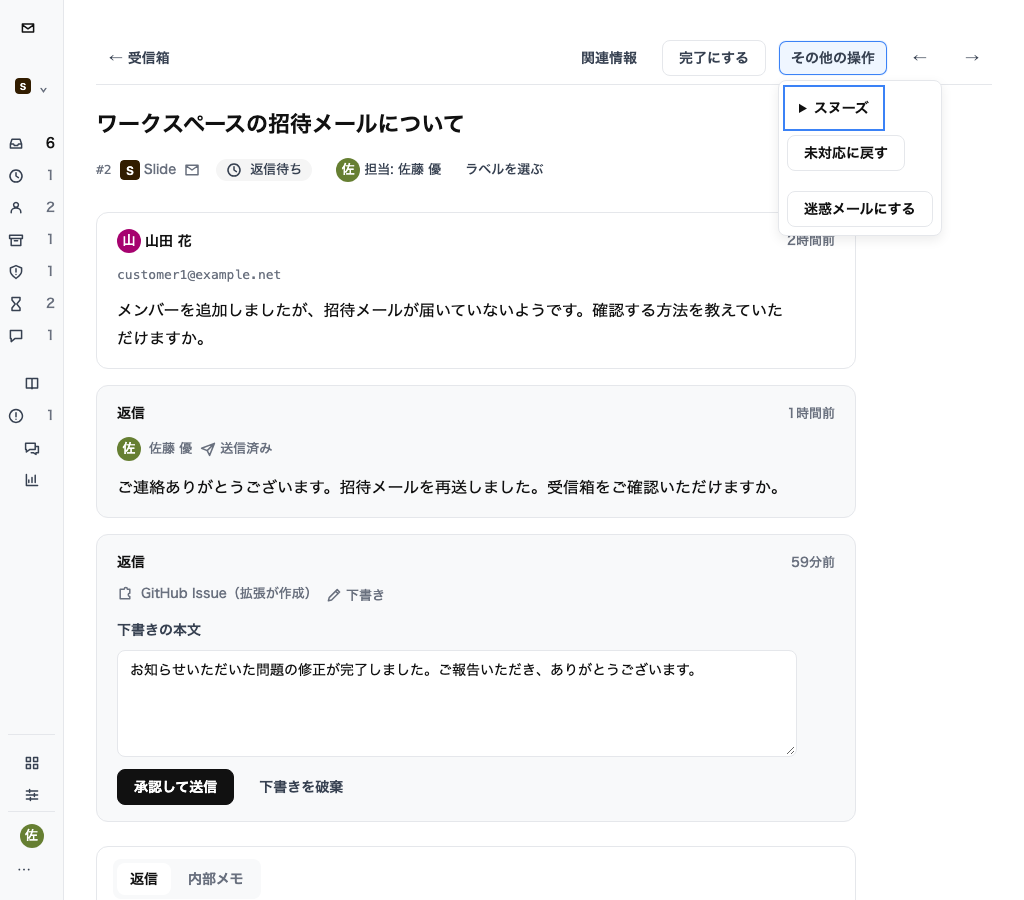 S
6
1
2
1
1
2
1
1
佐
…
← 受信箱
関連情報
完了にする
その他の操作
←
→
▶ スヌーズ
未対応に戻す
迷惑メールにする
ワークスペースの招待メールについて
#2 S Slide 返信待ち 佐 担当: 佐藤 優 ラベルを選ぶ
山 山田 花 2時間前
customer1@example.net
メンバーを追加しましたが、招待メールが届いていないようです。確認する方法を教えていた
だけますか。
返信 1時間前
佐 佐藤 優 送信済み
ご連絡ありがとうございます。招待メールを再送しました。受信箱をご確認いただけますか。
返信 59分前
GitHub Issue（拡張が作成） 下書き
下書きの本文
お知らせいただいた問題の修正が完了しました。ご報告いただき、ありがとうございます。
承認して送信 下書きを破棄
返信 内部メモ